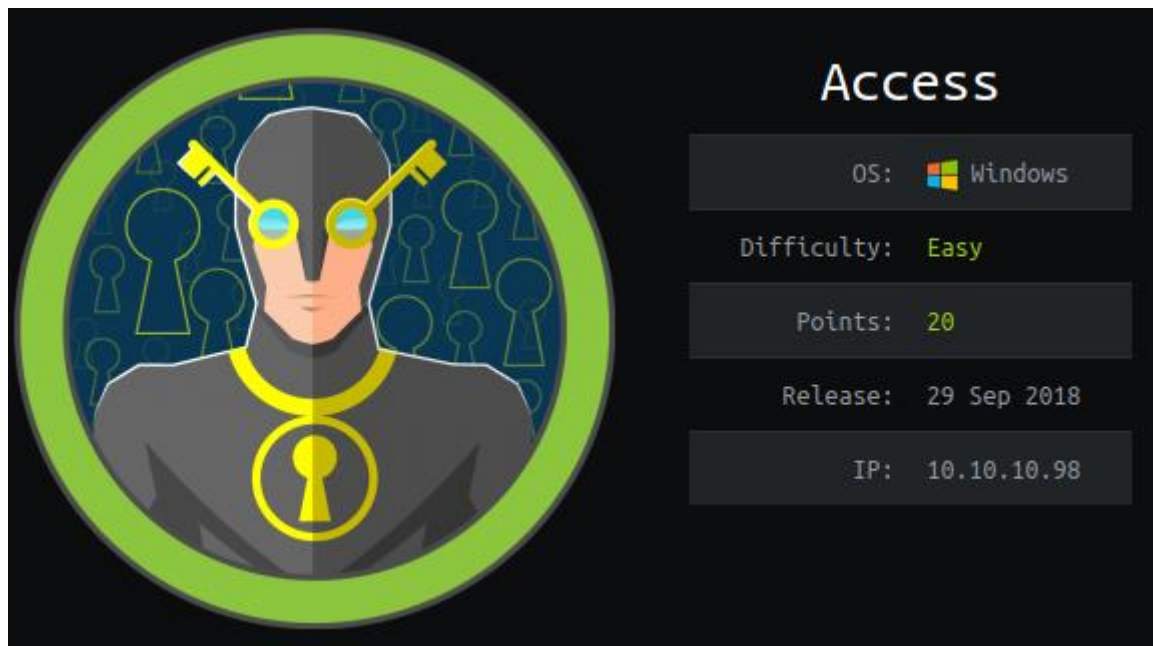 Access
OS: Windows
Difficulty: Easy
Points: 20
Release: 29 Sep 2018
IP: 10.10.10.98